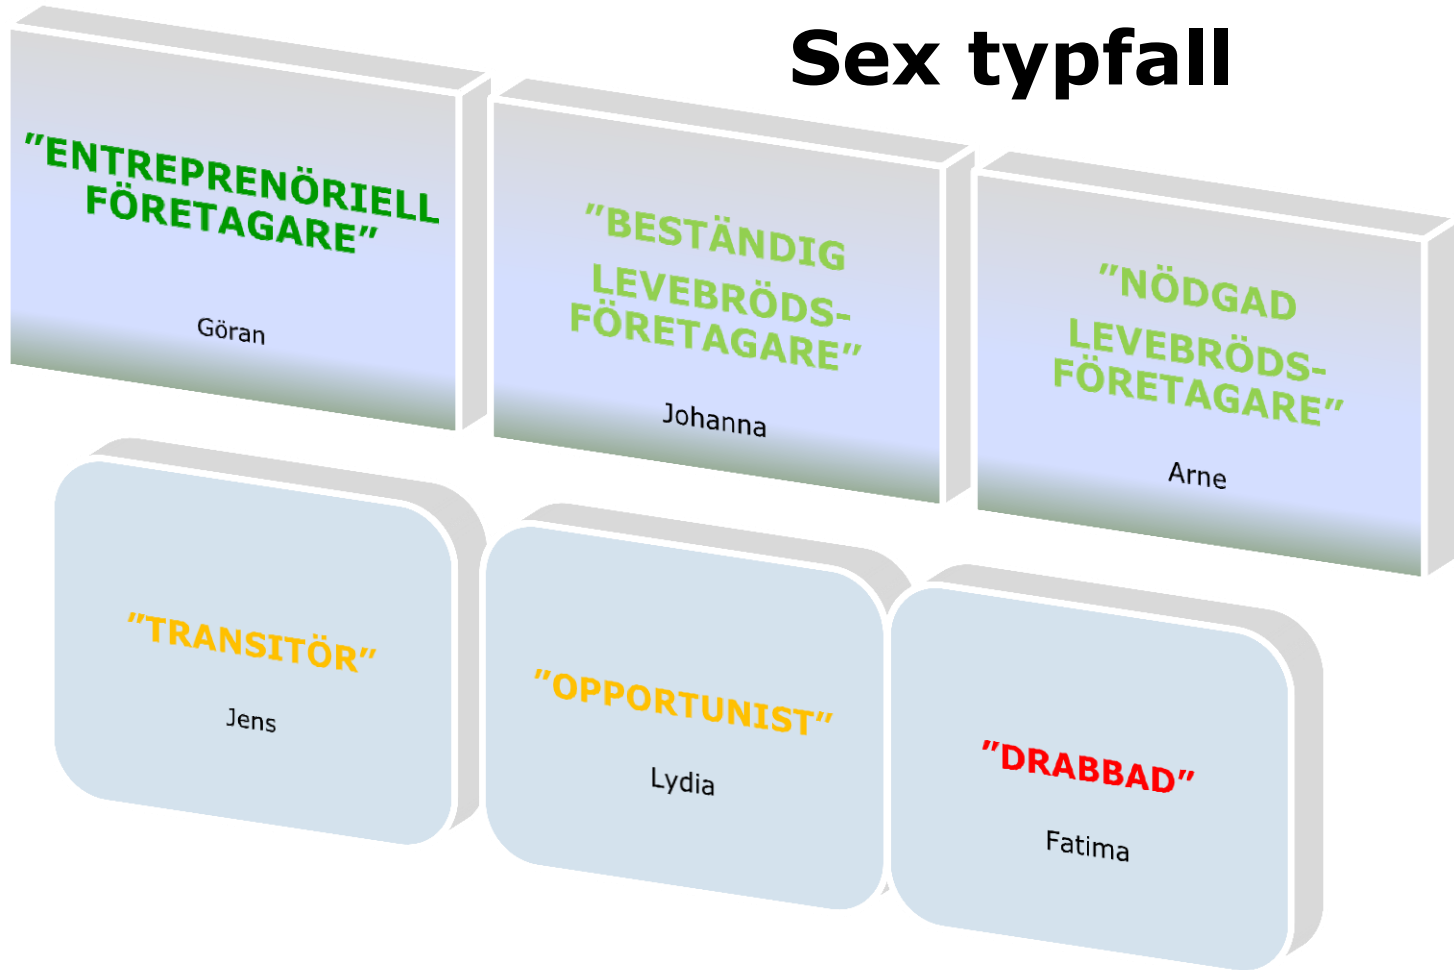 Sex typfall
”ENTREPRENÖRIELL
FÖRETAGARE”
Göran
”BESTÄNDIG
LEVEBRÖDS-
FÖRETAGARE”
Johanna
”NÖDGAD
LEVEBRÖDS-
FÖRETAGARE”
Arne
”TRANSITÖR”
Jens
”OPPORTUNIST”
Lydia
”DRABBAD”
Fatima